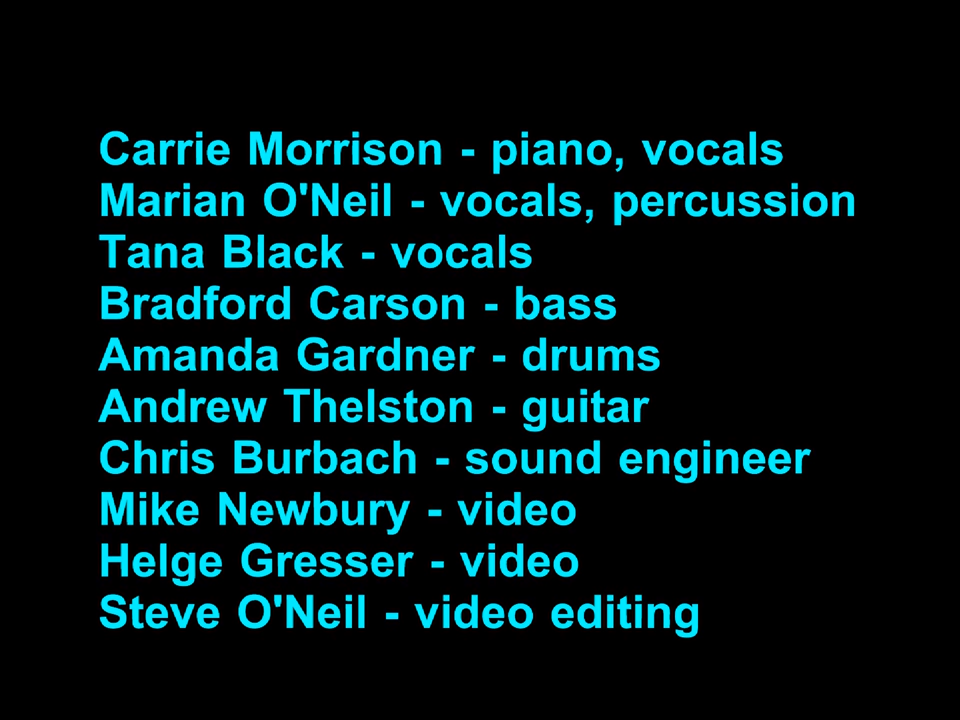 Carrie Morrison - piano, vocals
Marian O'Neil - vocals, percussion
Tana Black - vocals
Bradford Carson - bass
Amanda Gardner - drums
Andrew Thelston - guitar
Chris Burbach - sound engineer
Mike Newbury - video
Helge Gresser - video
Steve O'Neil - video editing